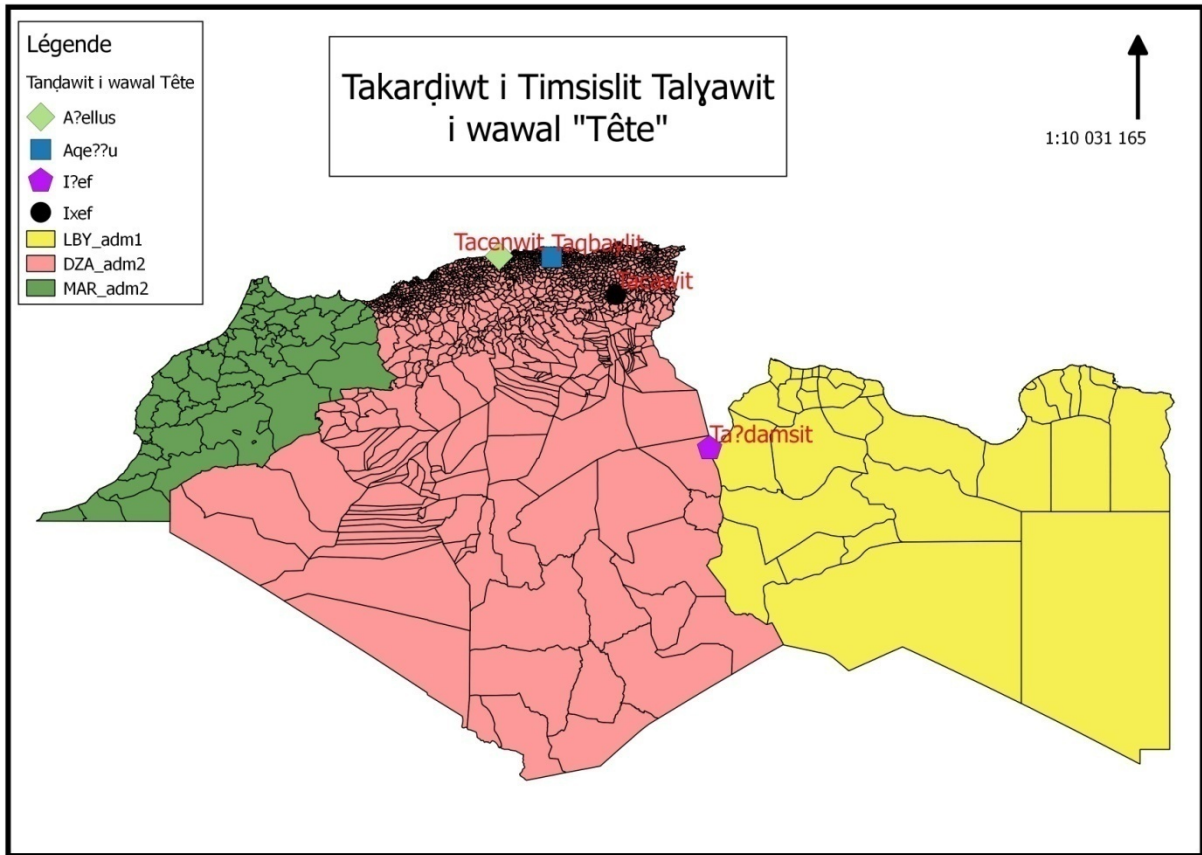 Légende
Tanḍawit i wawal Tête
A?ellus
Aqe??u
I?ef
Ixef
LBY_adm1
DZA_adm2
MAR_adm2
Takarḍiwt i Timsislit Talɣawit
i wawal "Tête"
1:10 031 165
Tacenwit
Taqbaylit
Ta?damsit